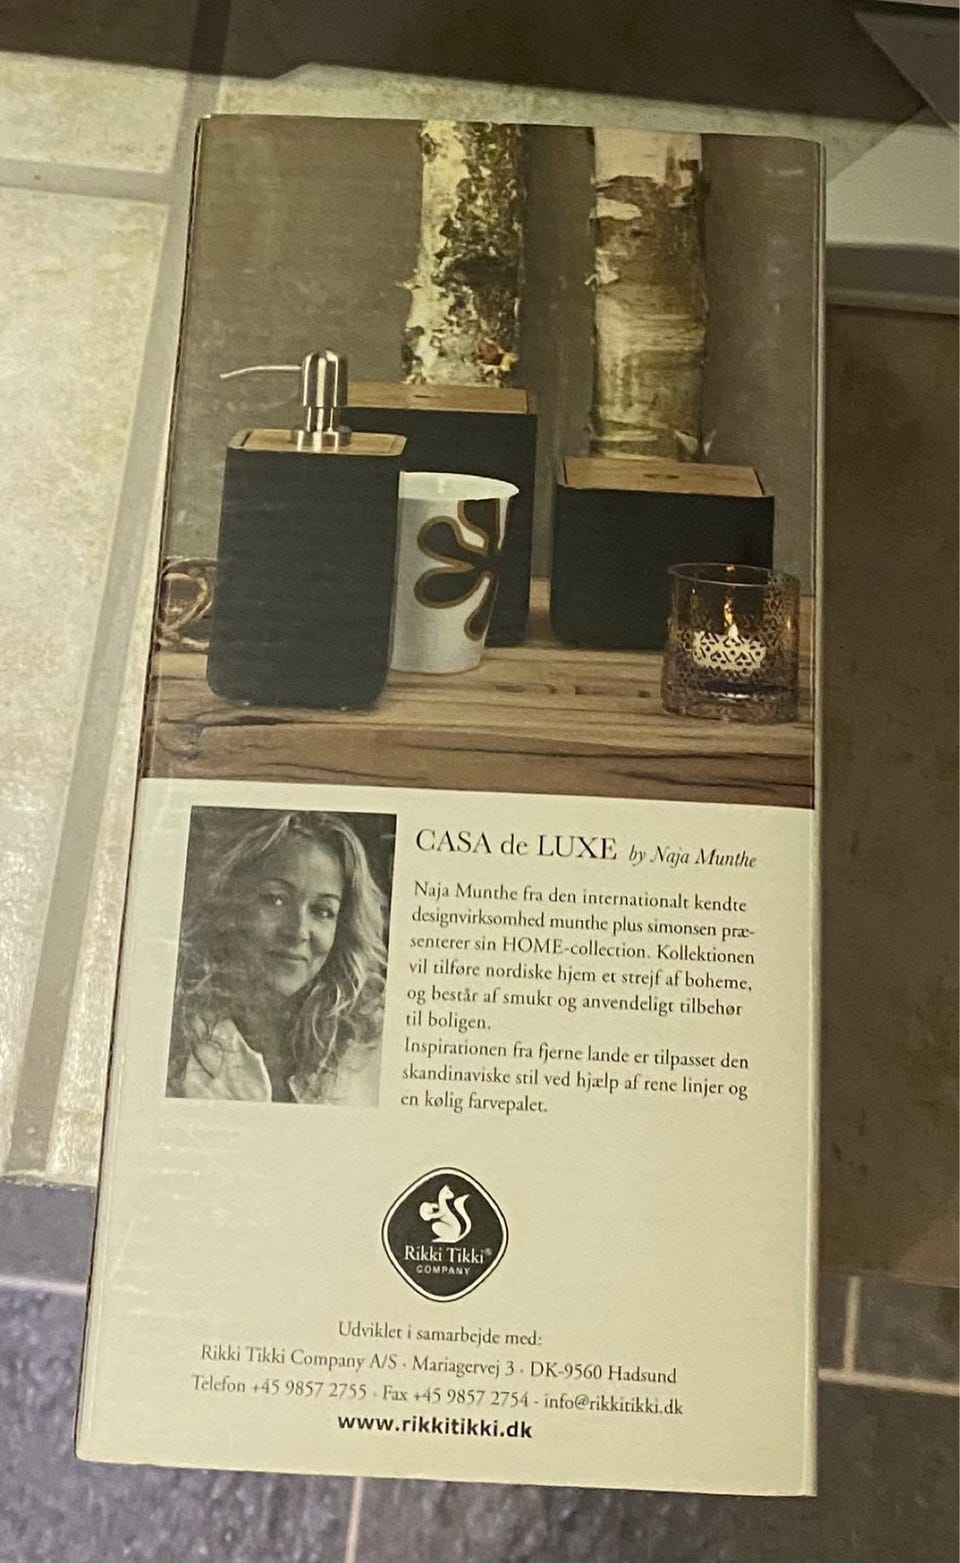 CASA de LUXE by Naja Munthe
Naja Munthe fra den internationalt kendte
designvirksomhed munthe plus simonsen præ-
senterer sin HOME-collection. Kollektionen
vil tilføre nordiske hjem et strejf af boheme,
og består af smukt og anvendeligt tilbehør
til boligen.
Inspirationen fra fjerne lande er tilpasset den
skandinaviske stil ved hjælp af rene linjer og
en kølig farvepalet.
Rikki Tikki®
COMPANY
Udviklet i samarbejde med:
Rikki Tikki Company A/S · Mariagervej 3 · DK-9560 Hadsund
Telefon +45 9857 2755 · Fax +45 9857 2754 - info@rikkitikki.dk
www.rikkitikki.dk